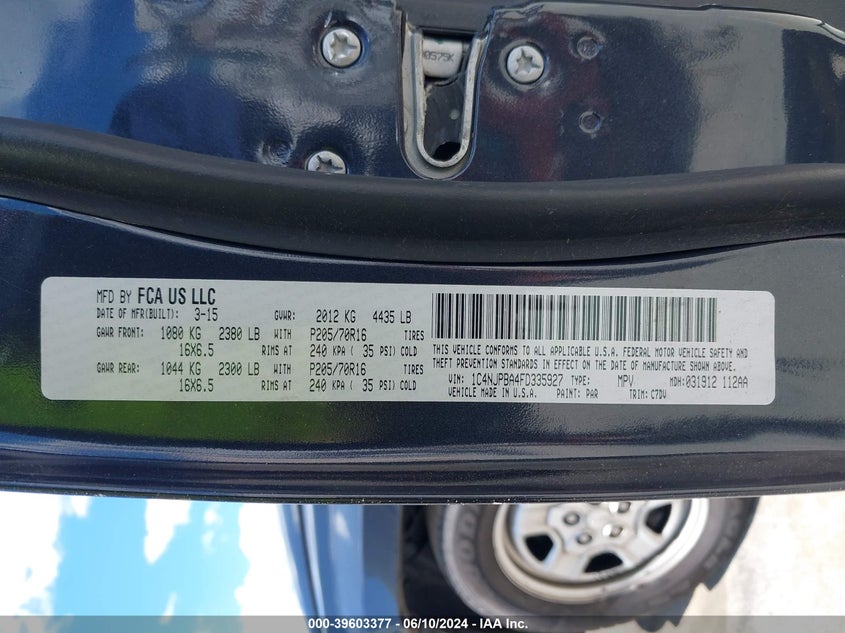 00575K
MFD BY FCA US LLC
DATE OF MFR(BUILT): 3-15 GVWR: 2012 KG 4435 LB
GAWR FRONT: 1080 KG 2380 LB WITH P205/70R16 TIRES
16X6.5 RIMS AT 240 KPA ( 35 PSI) COLD
GAWR REAR: 1044 KG 2300 LB WITH P205/70R16 TIRES
16X6.5 RIMS AT 240 KPA ( 35 PSI) COLD
THIS VEHICLE CONFORMS TO ALL APPLICABLE U.S.A. FEDERAL MOTOR VEHICLE SAFETY AND
THEFT PREVENTION STANDARDS IN EFFECT ON THE DATE OF MANUFACTURE SHOWN ABOVE.
VIN: 1C4NJPBA4FD335927 TYPE: MPV MDH: 031912 112AA
VEHICLE MADE IN U.S.A. PAINT: PAR TRIM: C7DV
000-39603377 - 06/10/2024 - IAA Inc.